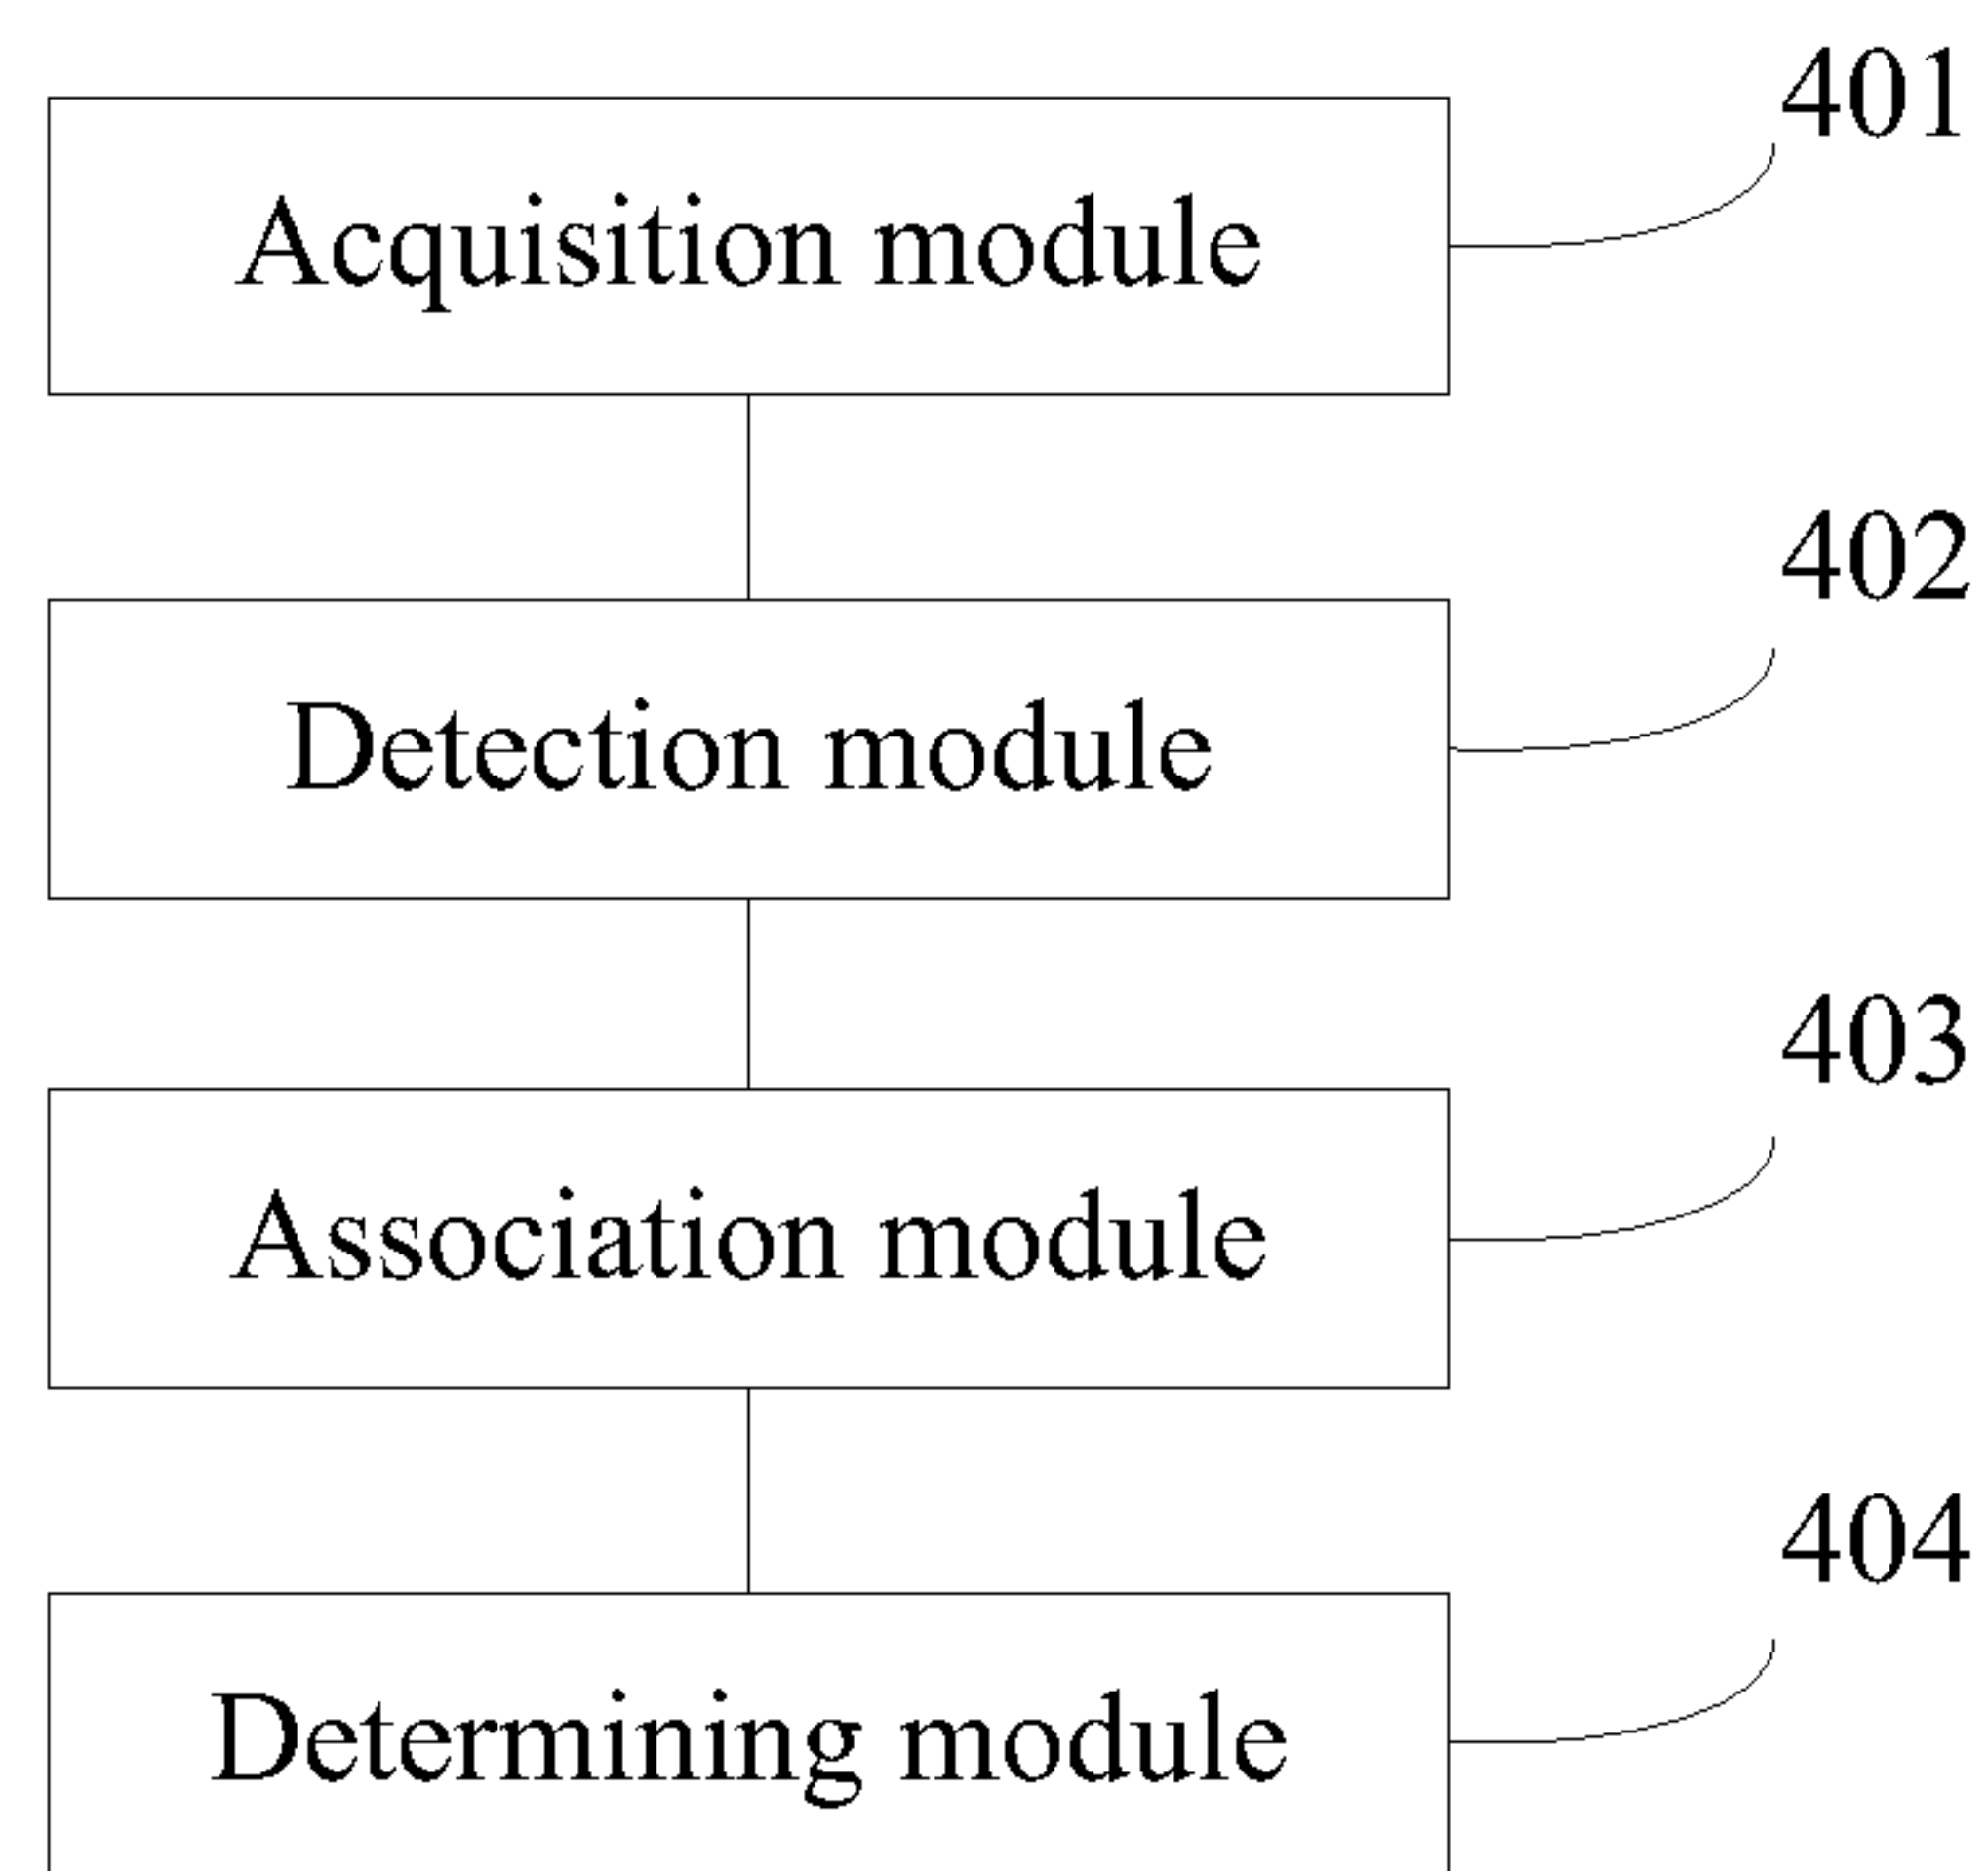 401
Acquisition module
402
Detection module
403
Association module
404
Determining module